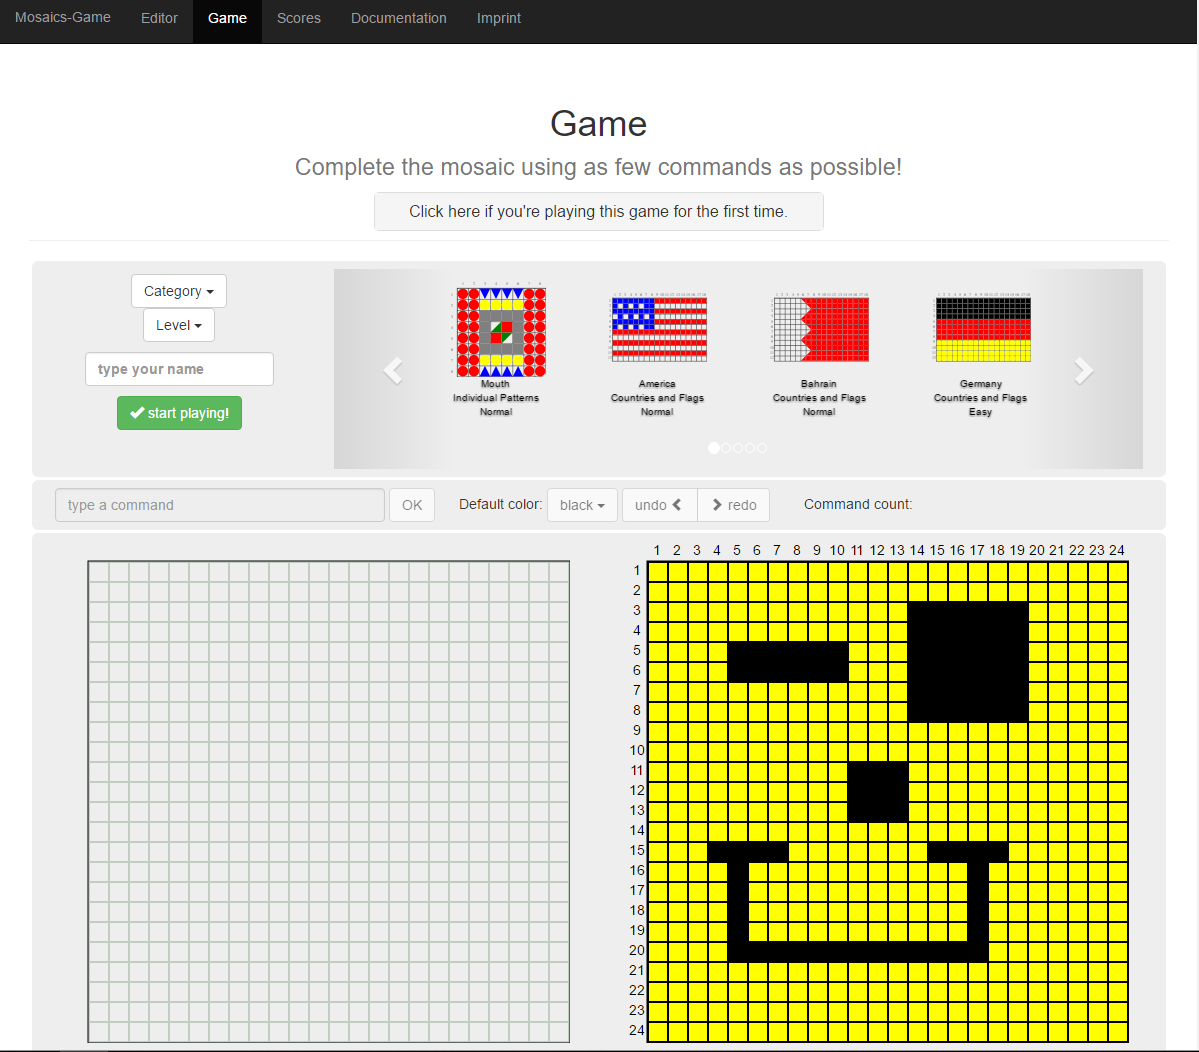 Mosaics-Game Editor Game Scores Documentation Imprint
Game
Complete the mosaic using as few commands as possible!
Click here if you're playing this game for the first time.
Category
Level
type your name
start playing!
Mouth
Individual Patterns
Normal
America
Countries and Flags
Normal
Bahrain
Countries and Flags
Normal
Germany
Countries and Flags
Easy
type a command OK Default color: black undo redo Command count:
1 2 3 4 5 6 7 8 9 10 11 12 13 14 15 16 17 18 19 20 21 22 23 24
1
2
3
4
5
6
7
8
9
10
11
12
13
14
15
16
17
18
19
20
21
22
23
24